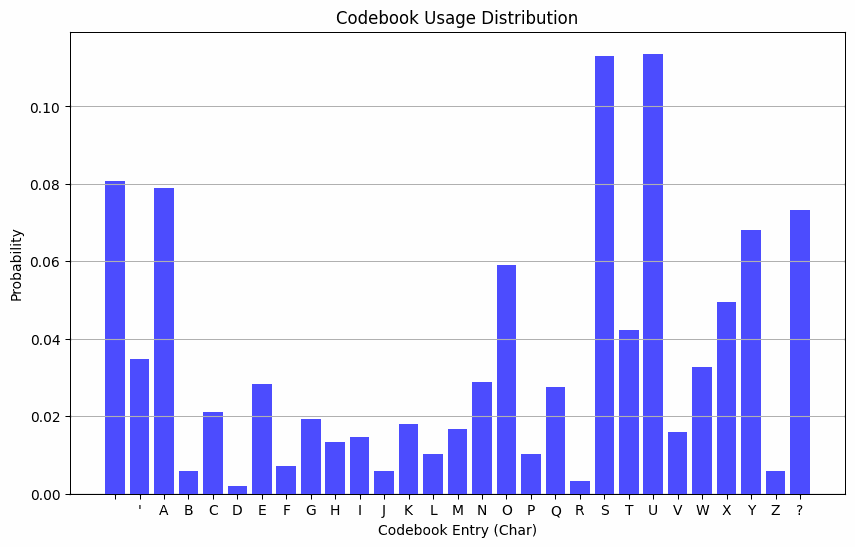 Codebook Usage Distribution
Probability
0.10
0.08
0.06
0.04
0.02
0.00
' A B C D E F G H I J K L M N O P Q R S T U V W X Y Z ?
Codebook Entry (Char)